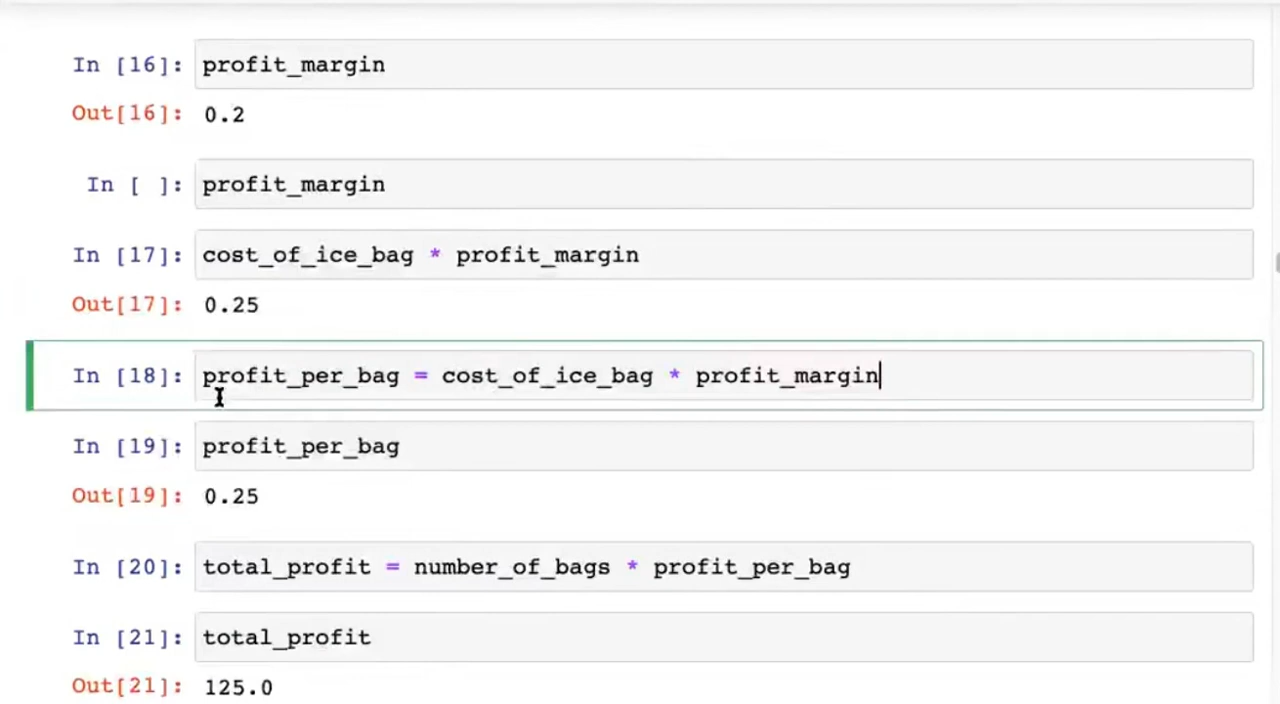 In [16]: profit_margin
Out[16]: 0.2
In [ ]: profit_margin
In [17]: cost_of_ice_bag * profit_margin
Out[17]: 0.25
In [18]: profit_per_bag = cost_of_ice_bag * profit_margin
In [19]: profit_per_bag
Out[19]: 0.25
In [20]: total_profit = number_of_bags * profit_per_bag
In [21]: total_profit
Out[21]: 125.0